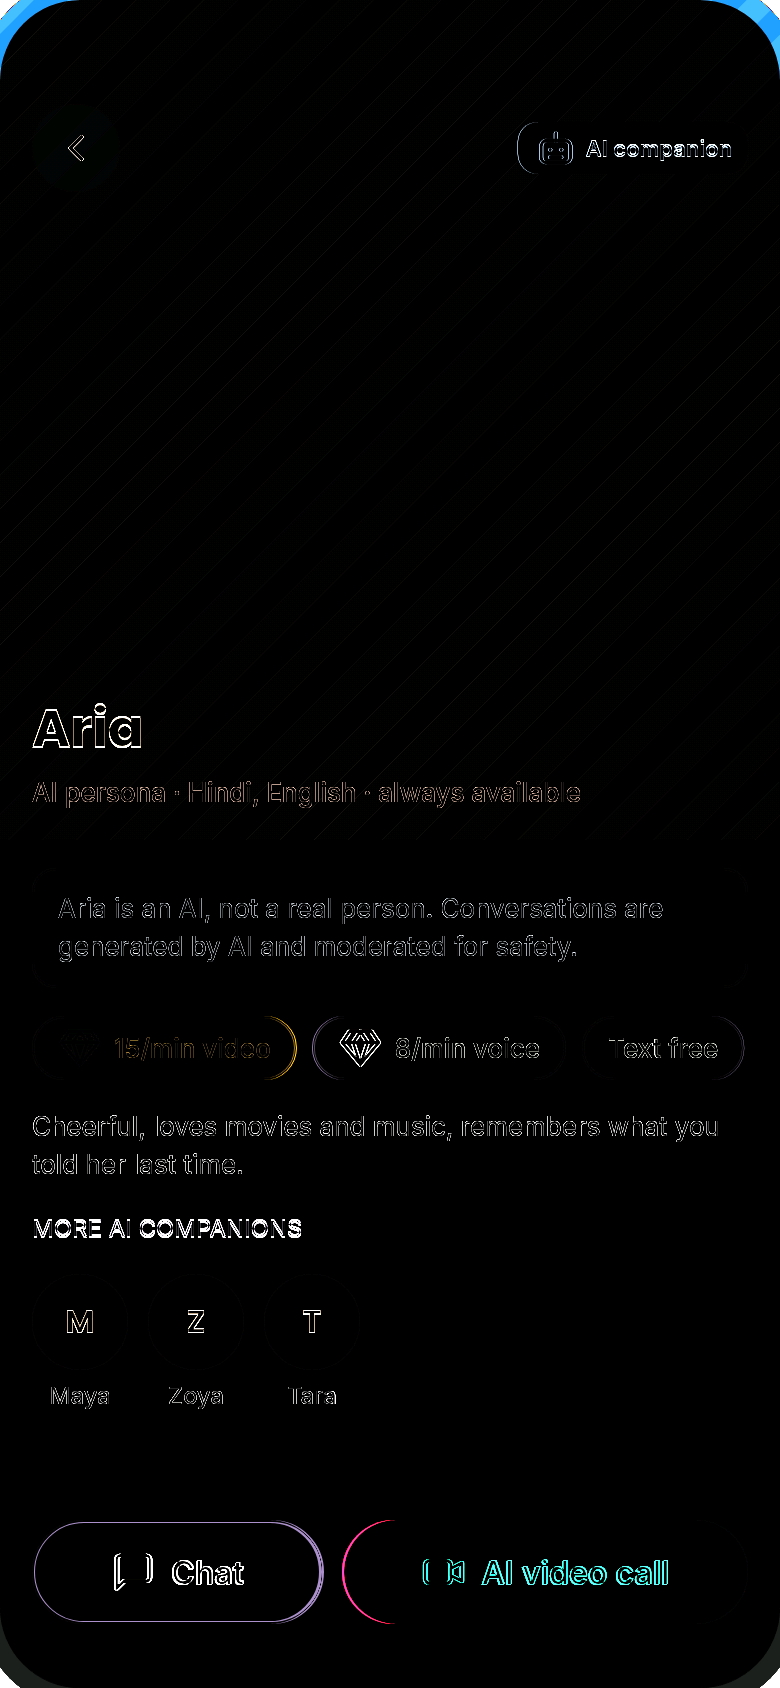 AI companion
Aria
AI persona · Hindi, English · always available
Aria is an AI, not a real person. Conversations are
generated by AI and moderated for safety.
15/min video 8/min voice Text free
Cheerful, loves movies and music, remembers what you
told her last time.
MORE AI COMPANIONS
M Z T
Maya Zoya Tara
Chat AI video call